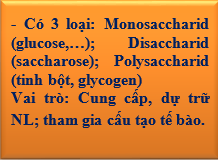 - Có 3 loại: Monosaccharid
(glucose,…); Disaccharid
(saccharose); Polysaccharid
(tinh bột, glycogen)
Vai trò: Cung cấp, dự trữ
NL; tham gia cấu tạo tế bào.